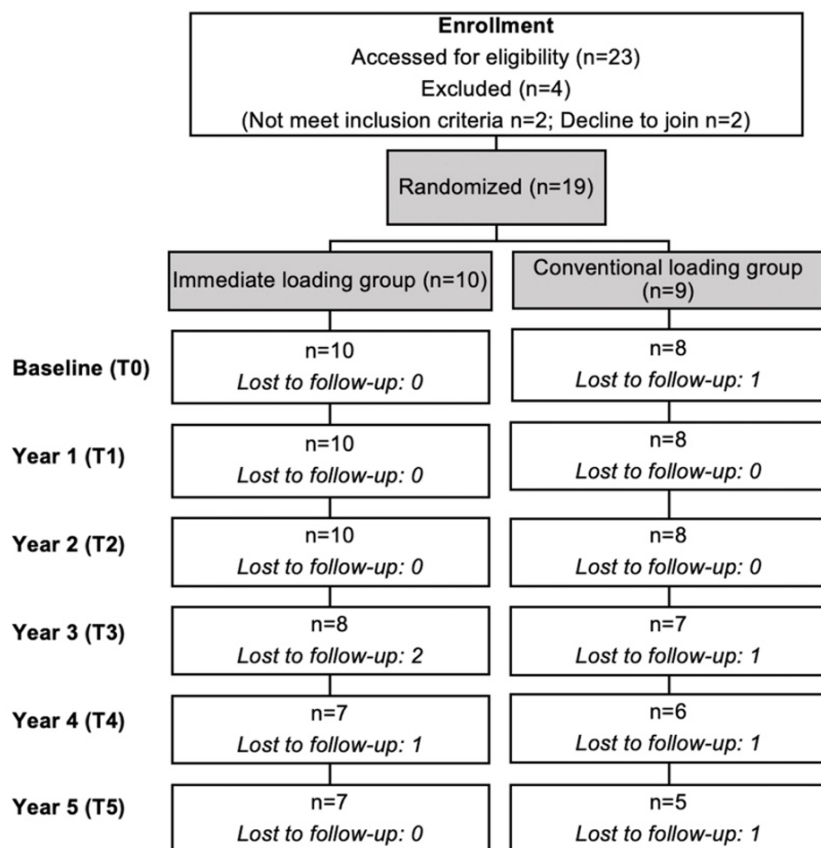 Enrollment
Accessed for eligibility (n=23)
Excluded (n=4)
(Not meet inclusion criteria n=2; Decline to join n=2)
Randomized (n=19)
Immediate loading group (n=10)
Conventional loading group
(n=9)
Baseline (T0)
n=10
Lost to follow-up: 0
n=8
Lost to follow-up: 1
Year 1 (T1)
n=10
Lost to follow-up: 0
n=8
Lost to follow-up: 0
Year 2 (T2)
n=10
Lost to follow-up: 0
n=8
Lost to follow-up: 0
Year 3 (T3)
n=8
Lost to follow-up: 2
n=7
Lost to follow-up: 1
Year 4 (T4)
n=7
Lost to follow-up: 1
n=6
Lost to follow-up: 1
Year 5 (T5)
n=7
Lost to follow-up: 0
n=5
Lost to follow-up: 1